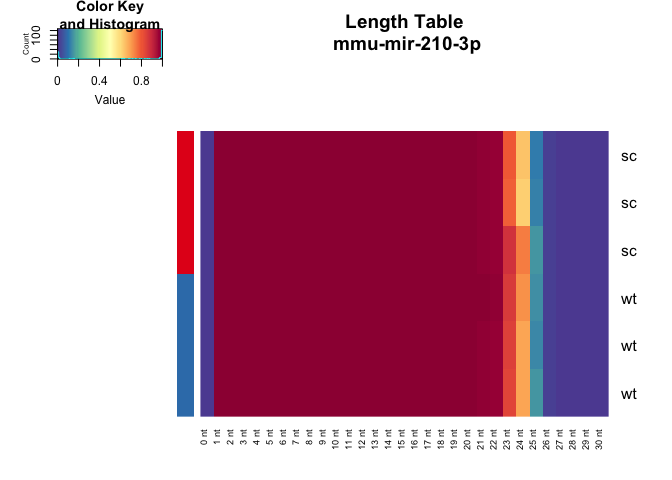 Color Key
and Histogram
Count
0 100
0 0.4 0.8
Value
Length Table
mmu-mir-210-3p
sc
sc
sc
wt
wt
wt
0 nt
1 nt
2 nt
3 nt
4 nt
5 nt
6 nt
7 nt
8 nt
9 nt
10 nt
11 nt
12 nt
13 nt
14 nt
15 nt
16 nt
17 nt
18 nt
19 nt
20 nt
21 nt
22 nt
23 nt
24 nt
25 nt
26 nt
27 nt
28 nt
29 nt
30 nt